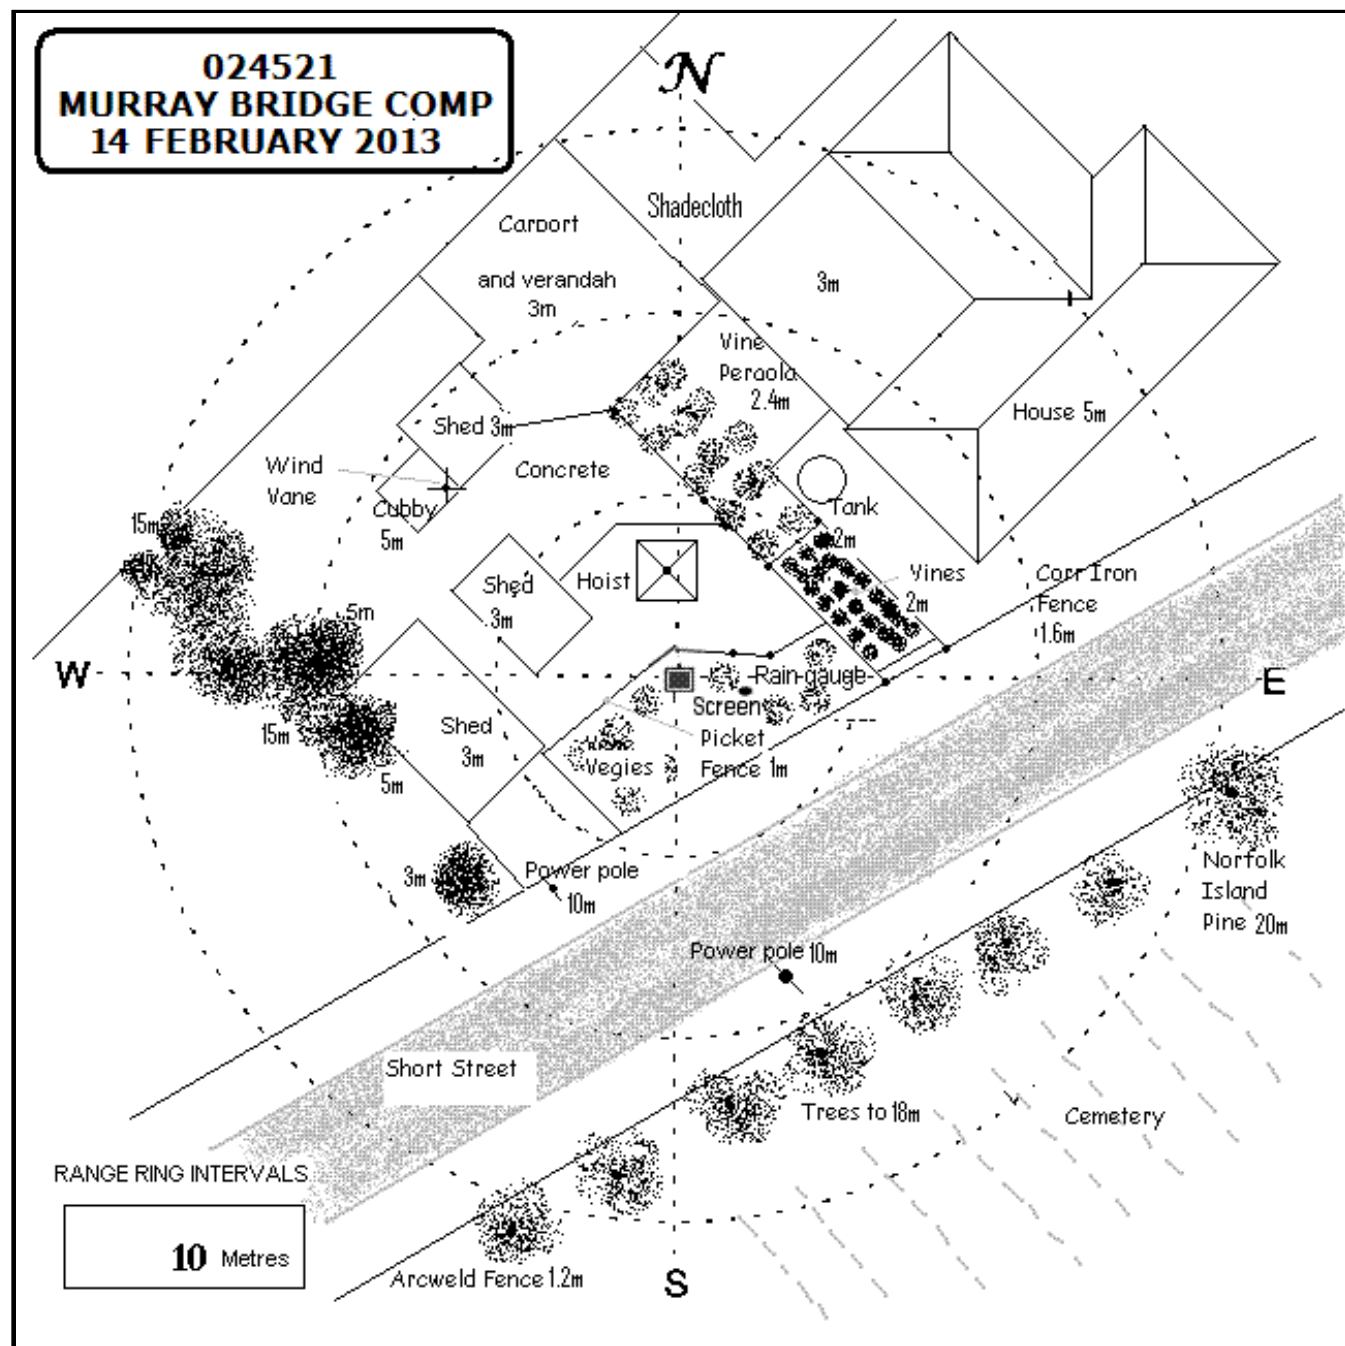 024521
MURRAY BRIDGE COMP
14 FEBRUARY 2013
N
Shadecloth
Carport
and verandah
3m
3m
Vine
Pergola
2.4m
House 5m
Shed 3m
Wind
Vane
Concrete
Cubby
5m
15m
Tank
2m
Shed
3m
Hoist
Vines
2m
Corr Iron
Fence
1.6m
5m
W
E
Rain gauge
Screen
15m
Shed
3m
Picket
Fence 1m
Vegies
5m
3m
Power pole
10m
Norfolk
Island
Pine 20m
Power pole 10m
Short Street
Trees to 18m
Cemetery
RANGE RING INTERVALS
10 Metres
Arcweld Fence 1.2m
S